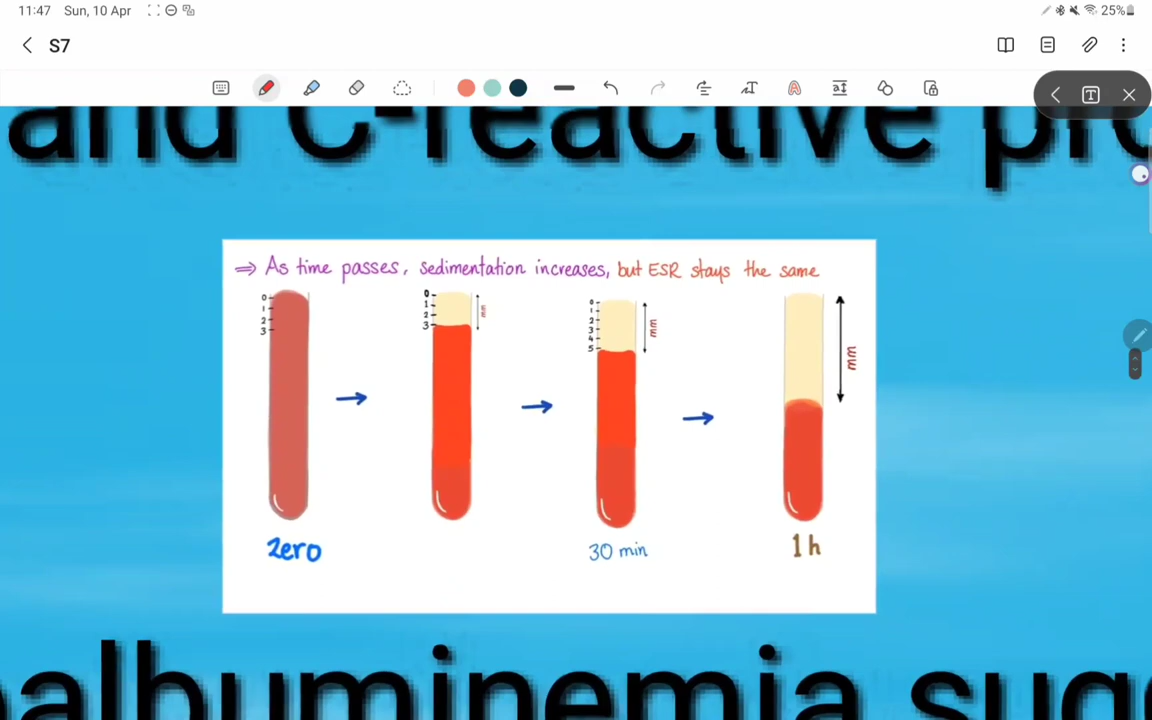 11:47 Sun, 10 Apr 25%
S7
and C-reactive pro
⇒ As time passes, sedimentation increases, but ESR stays the same
0 0 0
1 1 1
2 2 2
3 3 3
4
5
mm mm mm
Zero 30 min 1 h
albuminemia sugg